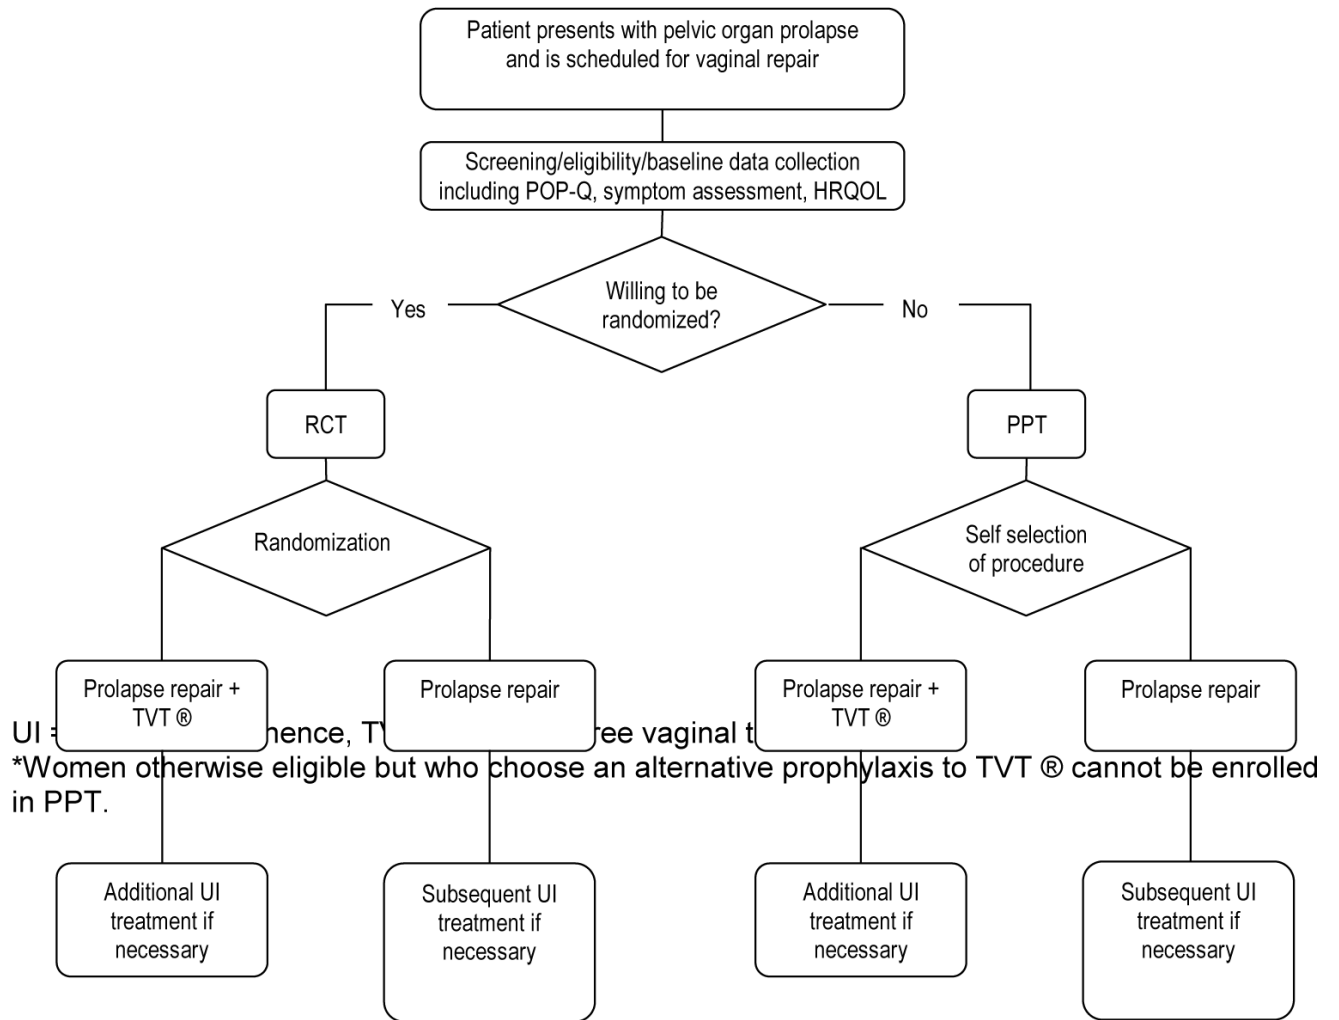 Patient presents with pelvic organ prolapse
and is scheduled for vaginal repair
Screening/eligibility/baseline data collection
including POP-Q, symptom assessment, HRQOL
Willing to be
randomized?
Yes
No
RCT
PPT
Randomization
Self selection
of procedure
Prolapse repair +
TVT ®
Prolapse repair
Prolapse repair +
TVT ®
Prolapse repair
UI ree vaginal
*Women otherwise eligible but who choose an alternative prophylaxis to TVT ® cannot be enrolled
in PPT.
Additional UI
treatment if
necessary
Subsequent UI
treatment if
necessary
Additional UI
treatment if
necessary
Subsequent UI
treatment if
necessary